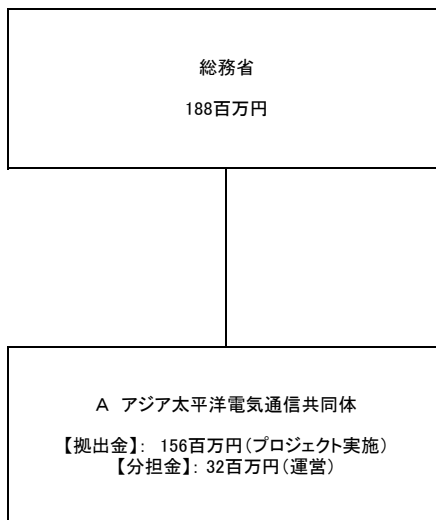 総務省
188百万円
A アジア太平洋電気通信共同体
【拠出金】: 156百万円(プロジェクト実施)
【分担金】: 32百万円(運営)